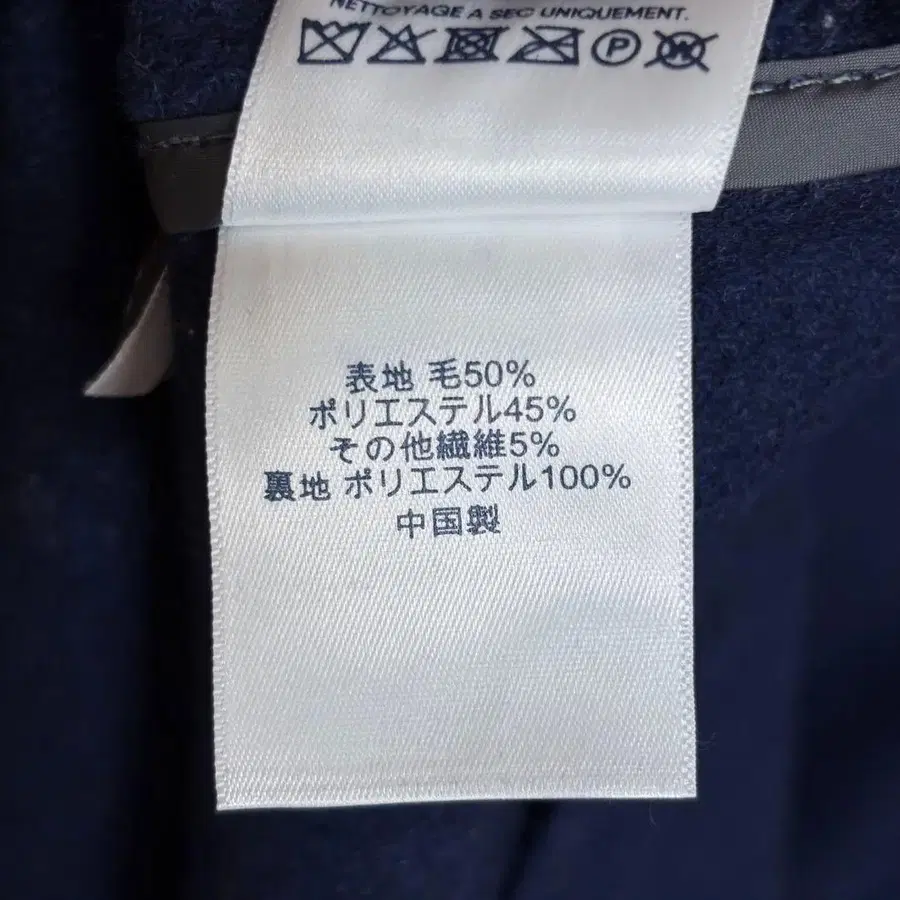 NETTOYAGE A SEC UNIQUEMENT.
P
表地 毛50%
ポリエステル45%
その他繊維5%
裏地 ポリエステル100%
中国製